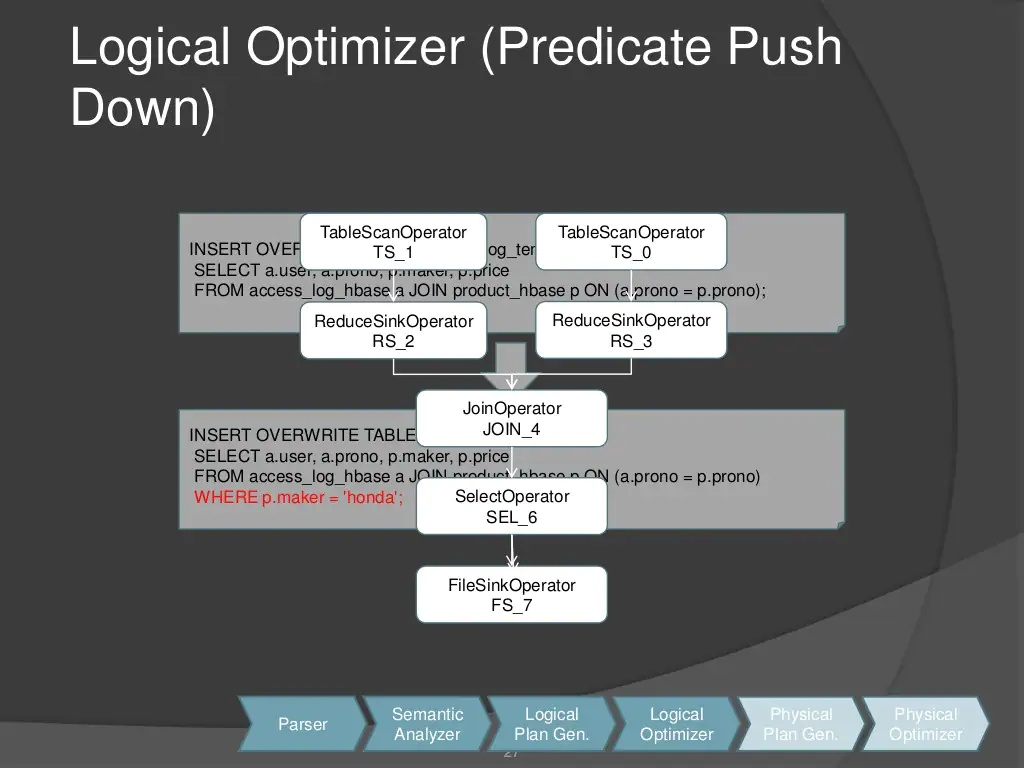 Logical Optimizer (Predicate Push
Down)
TableScanOperator
TS_1
TableScanOperator
TS_0
INSERT
SELECT a.user, a.prono, p.maker, p.price
FROM access_log_hbase a JOIN product_hbase p ON (a.prono = p.prono);
ReduceSinkOperator
RS_2
ReduceSinkOperator
RS_3
JoinOperator
JOIN_4
INSERT OVERWRITE TABLE
SELECT a.user, a.prono, p.maker, p.price
FROM access_log_hbase a JOIN product_hbase p ON (a.prono = p.prono)
WHERE p.maker = 'honda';
SelectOperator
SEL_6
FileSinkOperator
FS_7
Parser
Semantic
Analyzer
Logical
Plan Gen.
Logical
Optimizer
Physical
Plan Gen.
Physical
Optimizer
27